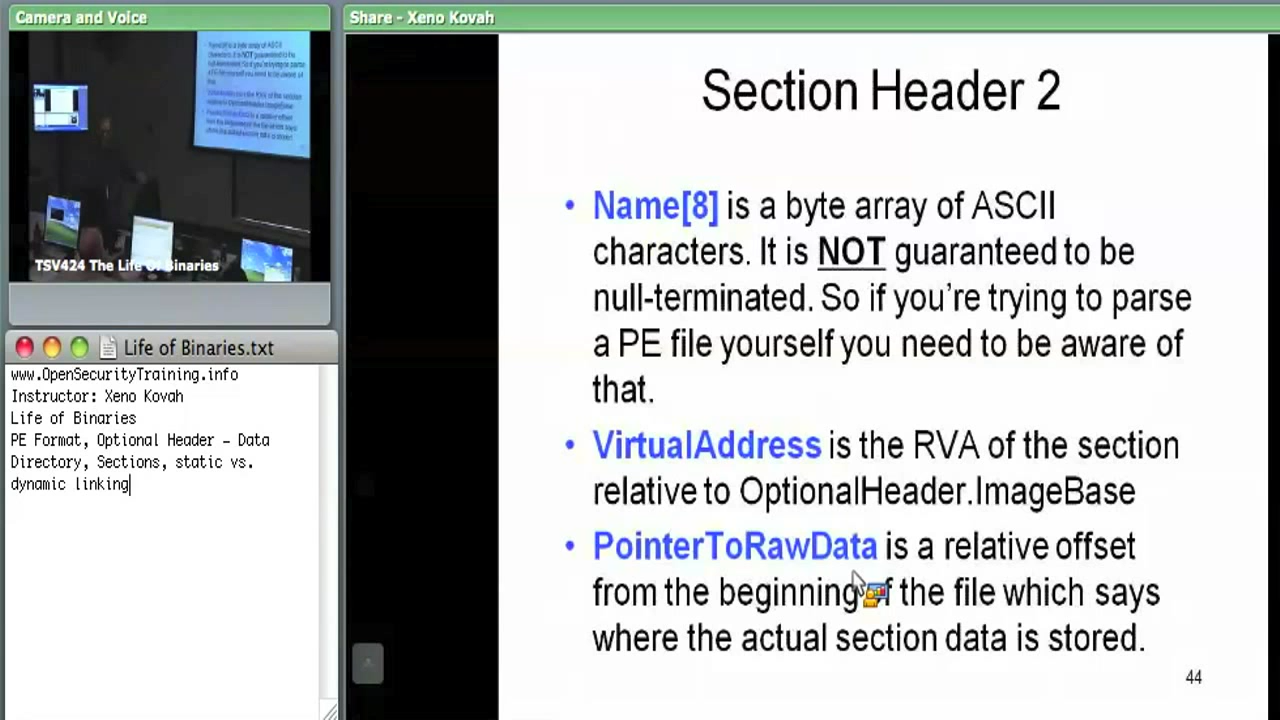 Camera and Voice
Share - Xeno Kovah
TSV424 The Life Of Binaries
Life of Binaries.txt
www.OpenSecurityTraining.info
Instructor: Xeno Kovah
Life of Binaries
PE Format, Optional Header – Data
Directory, Sections, static vs.
dynamic linking
Section Header 2
• Name[8] is a byte array of ASCII
characters. It is NOT guaranteed to be
null-terminated. So if you're trying to parse
a PE file yourself you need to be aware of
that.
• VirtualAddress is the RVA of the section
relative to OptionalHeader.ImageBase
• PointerToRawData is a relative offset
from the beginning of the file which says
where the actual section data is stored.
44